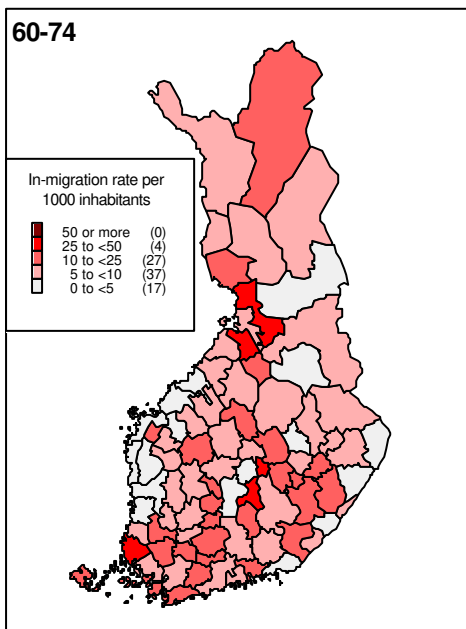 60-74
In-migration rate per
1000 inhabitants
50 or more (0)
25 to <50 (4)
10 to <25 (27)
5 to <10 (37)
0 to <5 (17)